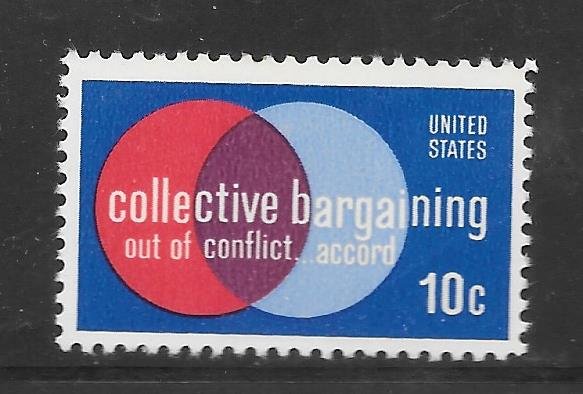 UNITED
STATES
collective bargaining
out of conflict...accord
10c